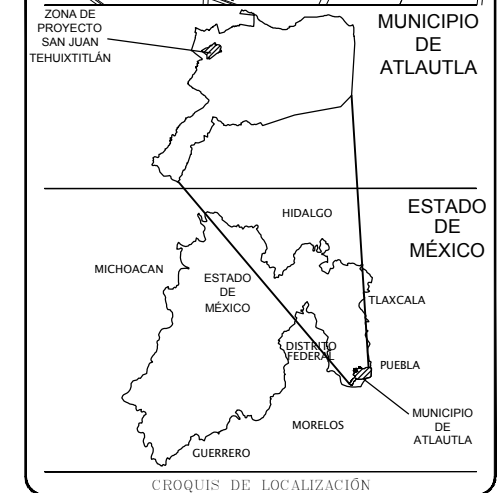 ZONA DE
PROYECTO
SAN JUAN
TEHUIXTITLÁN
MUNICIPIO
DE
ATLAUTLA
HIDALGO
ESTADO
DE
MÉXICO
MICHOACAN
ESTADO
DE
MÉXICO
TLAXCALA
DISTRITO
FEDERAL
PUEBLA
MUNICIPIO
DE
ATLAUTLA
MORELOS
GUERRERO
CROQUIS DE LOCALIZACIÓN